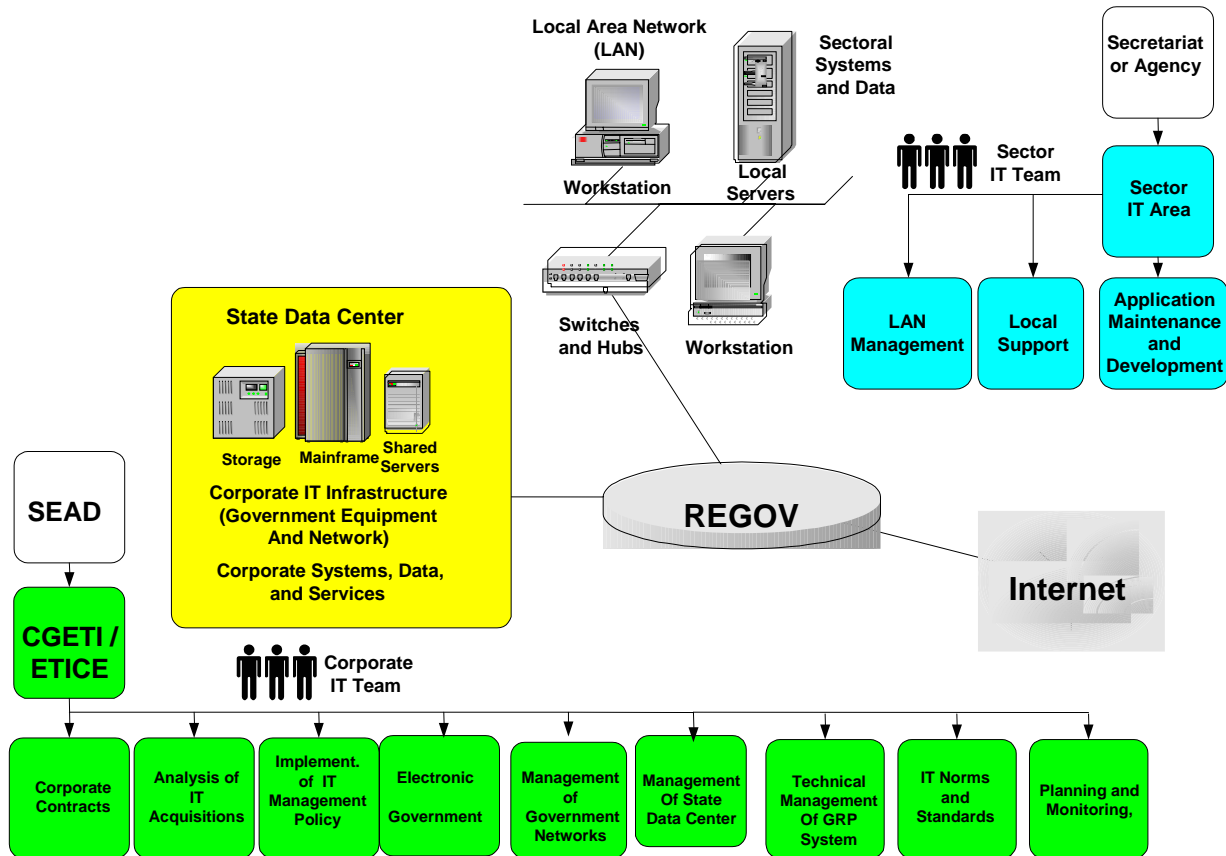 Local Area Network
(LAN)
Sectoral
Systems
and Data
Secretariat
or Agency
Workstation
Local
Servers
Sector
IT Team
Sector
IT Area
Switches
and Hubs
Workstation
LAN
Management
Local
Support
Application
Maintenance
and
Development
State Data Center
Storage
Mainframe
Shared
Servers
Corporate IT Infrastructure
(Government Equipment
And Network)
Corporate Systems, Data,
and Services
REGOV
Internet
SEAD
CGETI /
ETICE
Corporate
IT Team
Corporate
Contracts
Analysis of
IT
Acquisitions
Implement.
of IT
Management
Policy
Electronic
Government
Management
of
Government
Networks
Management
Of State
Data Center
Technical
Management
Of GRP
System
IT Norms
and
Standards
Planning and
Monitoring,